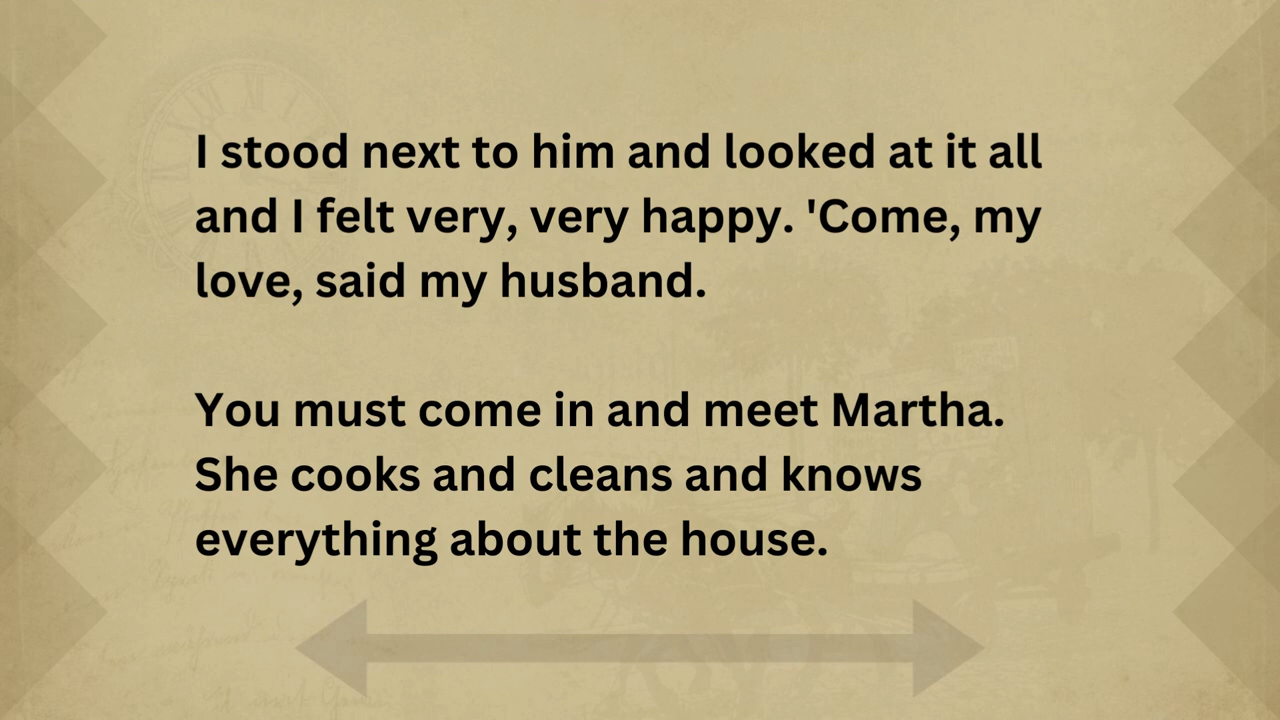 I stood next to him and looked at it all
and I felt very, very happy. 'Come, my
love, said my husband.
You must come in and meet Martha.
She cooks and cleans and knows
everything about the house.